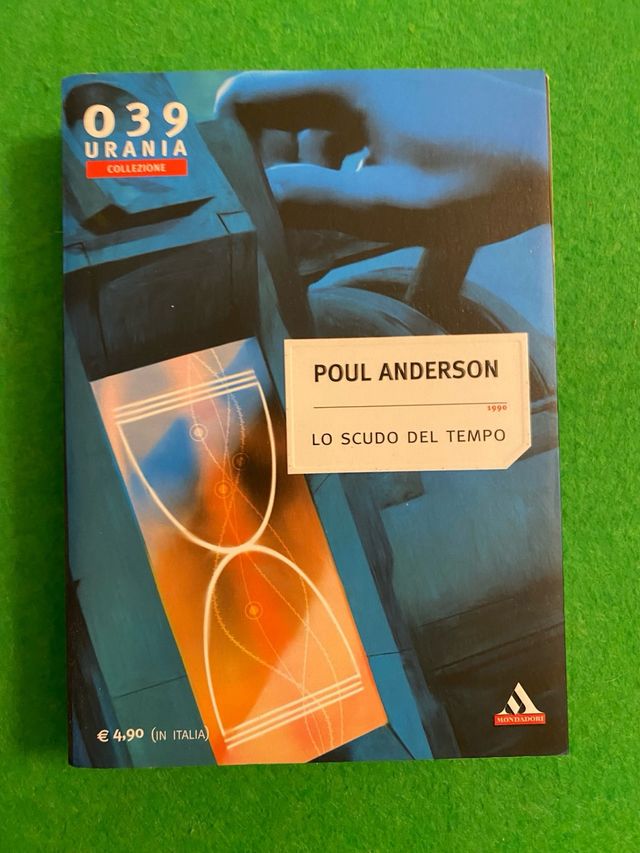 039
URANIA
COLLEZIONE
POUL ANDERSON
1990
LO SCUDO DEL TEMPO
€ 4,90 (IN ITALIA)
MONDADORI